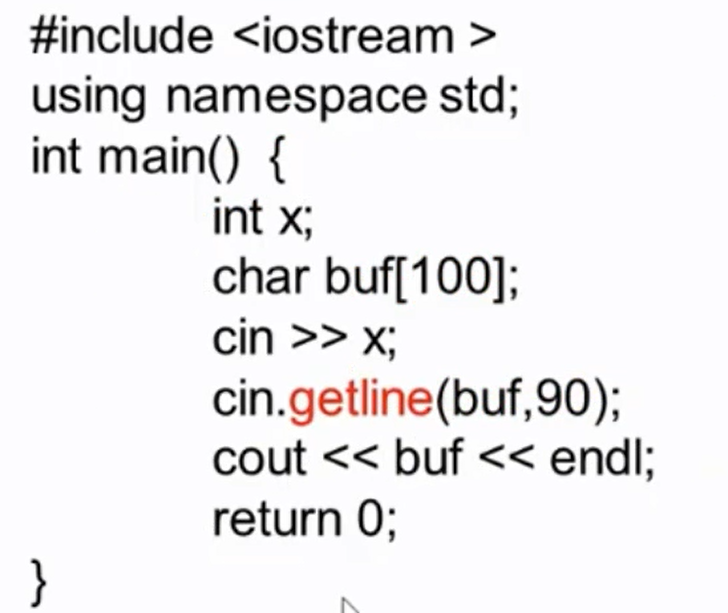 #include <iostream >
using namespace std;
int main() {
int x;
char buf[100];
cin >> x;
cin.getline(buf,90);
cout << buf << endl;
return 0;
}